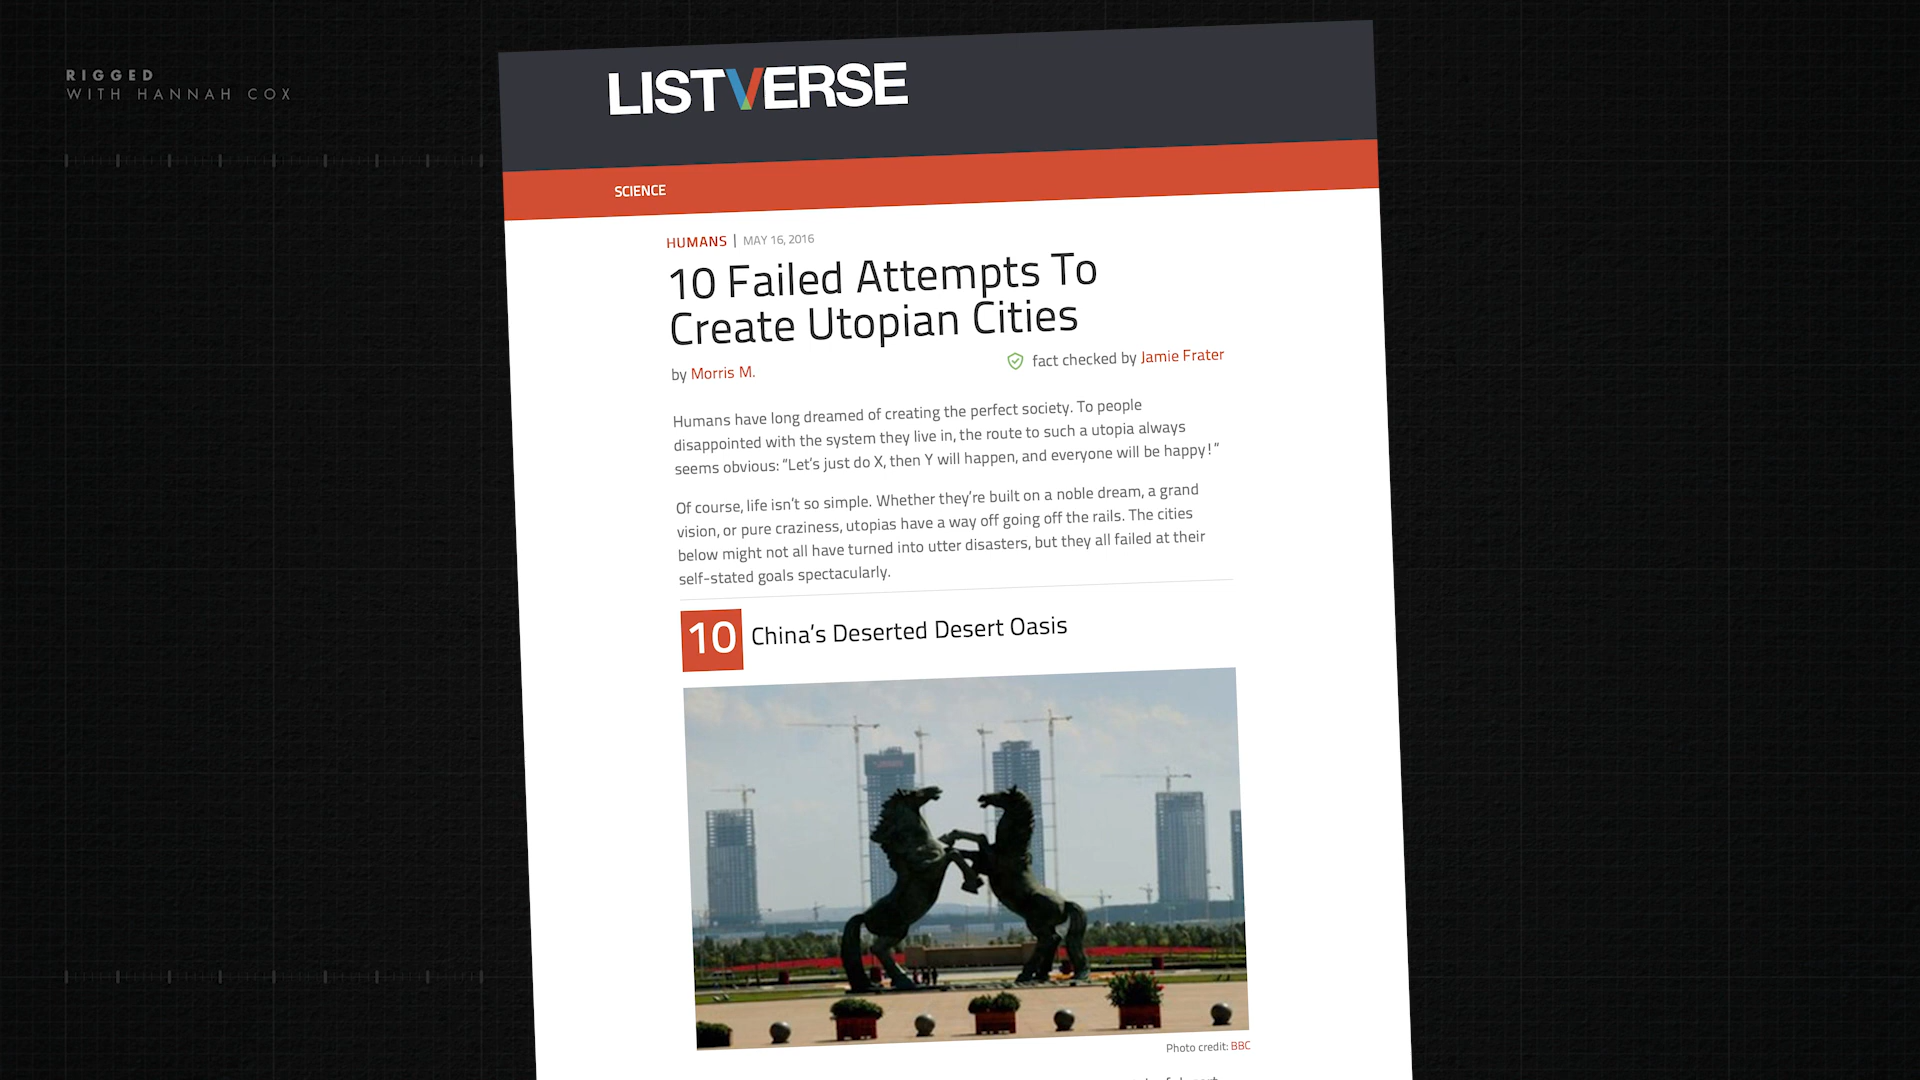 RIGGED
WITH HANNAH COX
LISTVERSE
SCIENCE
HUMANS | MAY 16, 2016
10 Failed Attempts To
Create Utopian Cities
by Morris M.
fact checked by Jamie Frater
Humans have long dreamed of creating the perfect society. To people
disappointed with the system they live in, the route to such a utopia always
seems obvious: “Let’s just do X, then Y will happen, and everyone will be happy!”
Of course, life isn’t so simple. Whether they’re built on a noble dream, a grand
vision, or pure craziness, utopias have a way off going off the rails. The cities
below might not all have turned into utter disasters, but they all failed at their
self-stated goals spectacularly.
10 China’s Deserted Desert Oasis
Photo credit: BBC